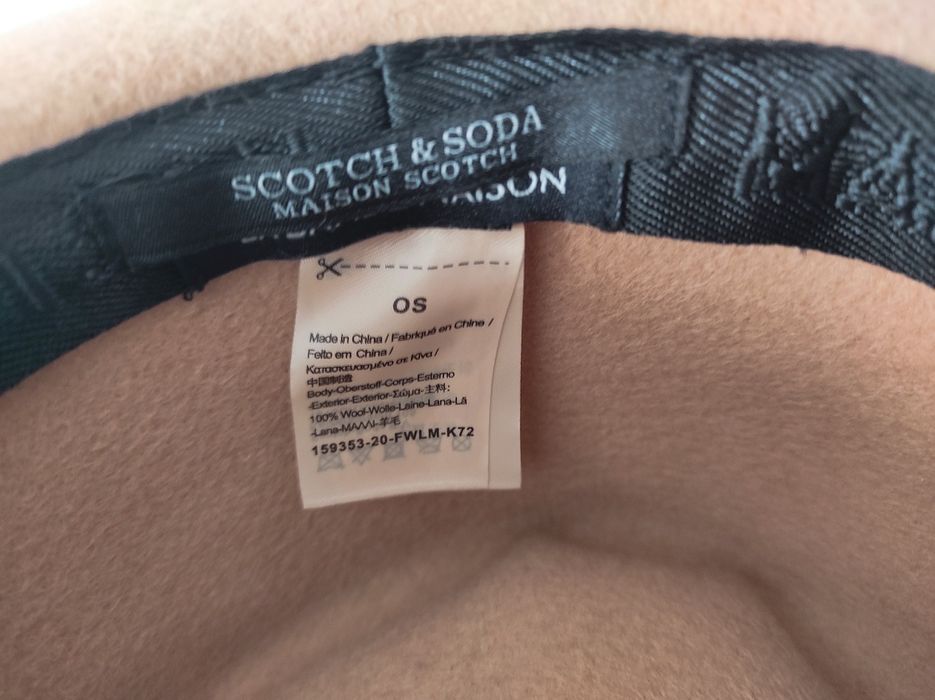 SCOTCH & SODA
MAISON SCOTCH
MAISON
OS
Made in China / Fabriqué en Chine /
Feito em China /
Κατασκευασμένο σε Κίνα /
中国制造
Body-Oberstoff-Corps-Esterno
-Exterior-Exterior-Σώμα-主料:
100% Wool-Wolle-Laine-Lana-Lã
-Lana-ΜΑΛΛΙ-羊毛
159353-20-FWLM-K72